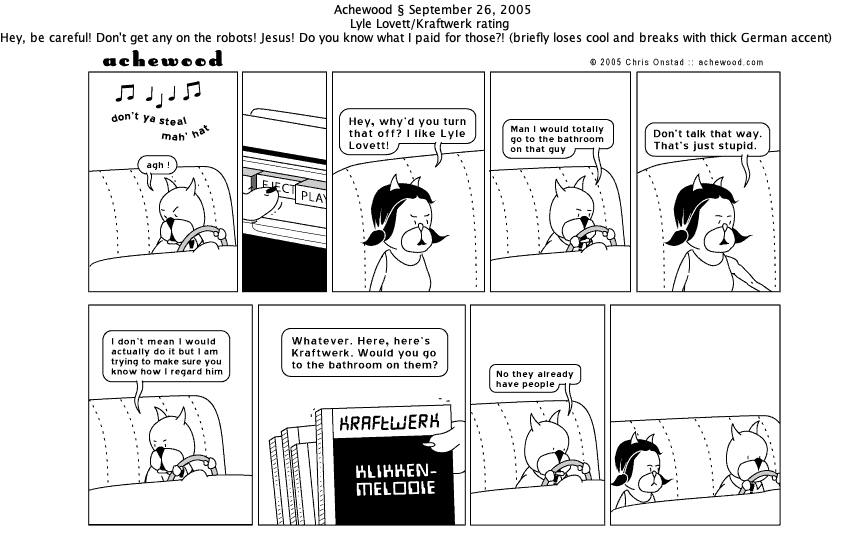 Achewood § September 26, 2005
Lyle Lovett/Kraftwerk rating
Hey, be careful! Don't get any on the robots! Jesus! Do you know what I paid for those?! (briefly loses cool and breaks with thick German accent)
achewood
© 2005 Chris Onstad :: achewood.com
don't ya steal
mah' hat
agh !
EJECT
PLAY
Hey, why'd you turn
that off? I like Lyle
Lovett!
Man I would totally
go to the bathroom
on that guy
Don't talk that way.
That's just stupid.
I don't mean I would
actually do it but I am
trying to make sure you
know how I regard him
Whatever. Here, here's
Kraftwerk. Would you go
to the bathroom on them?
KRAFTWERK
KLIKKEN-
MELODIE
No they already
have people